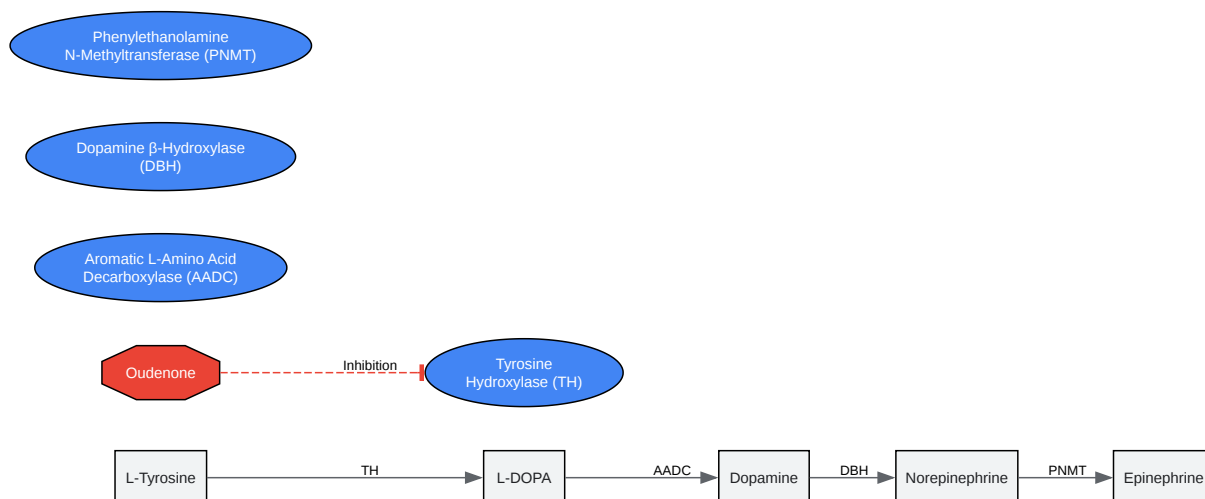 Phenylethanolamine
N-Methyltransferase (PNMT)
Dopamine β-Hydroxylase
(DBH)
Aromatic L-Amino Acid
Decarboxylase (AADC)
Oudenone
Inhibition
Tyrosine
Hydroxylase (TH)
L-Tyrosine
TH
L-DOPA
AADC
Dopamine
DBH
Norepinephrine
PNMT
Epinephrine